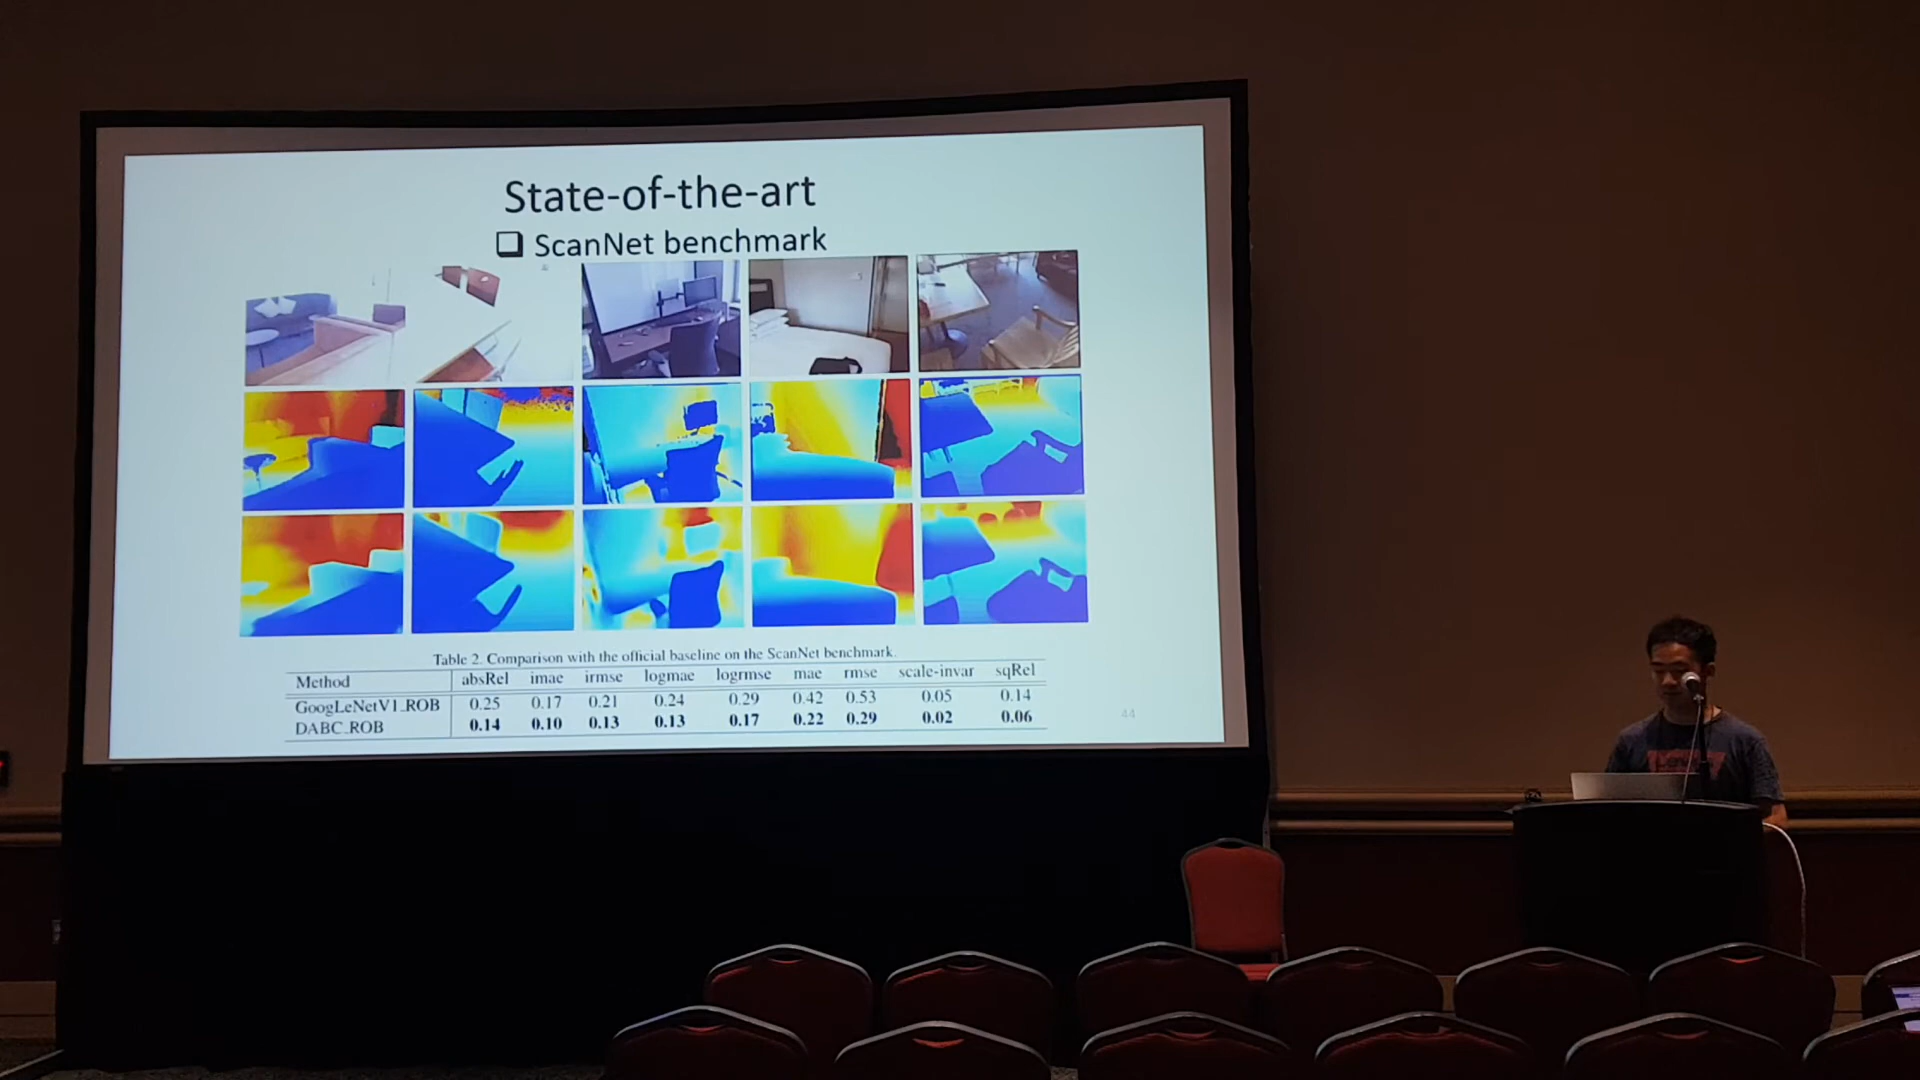 State-of-the-art
❑ ScanNet benchmark
Table 2. Comparison with the official baseline on the ScanNet benchmark.
Method absRel imae irmse logmae logrmse mae rmse scale-invar sqRel
GoogLeNetV1_ROB 0.25 0.17 0.21 0.24 0.29 0.42 0.53 0.05 0.14
DABC_ROB 0.14 0.10 0.13 0.13 0.17 0.22 0.29 0.02 0.06
44